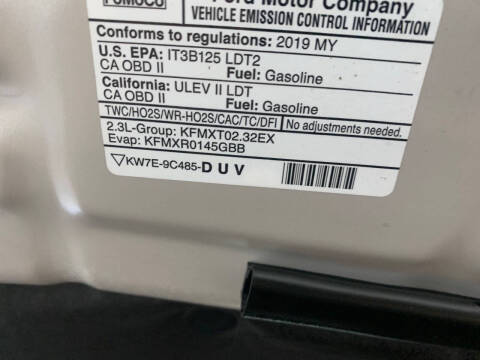 FOMOCO Ford Motor Company
VEHICLE EMISSION CONTROL INFORMATION
Conforms to regulations: 2019 MY
U.S. EPA: IT3B125 LDT2
CA OBD II Fuel: Gasoline
California: ULEV II LDT
CA OBD II Fuel: Gasoline
TWC/HO2S/WR-HO2S/CAC/TC/DFI No adjustments needed.
2.3L-Group: KFMXT02.32EX
Evap: KFMXR0145GBB
KW7E-9C485-D U V